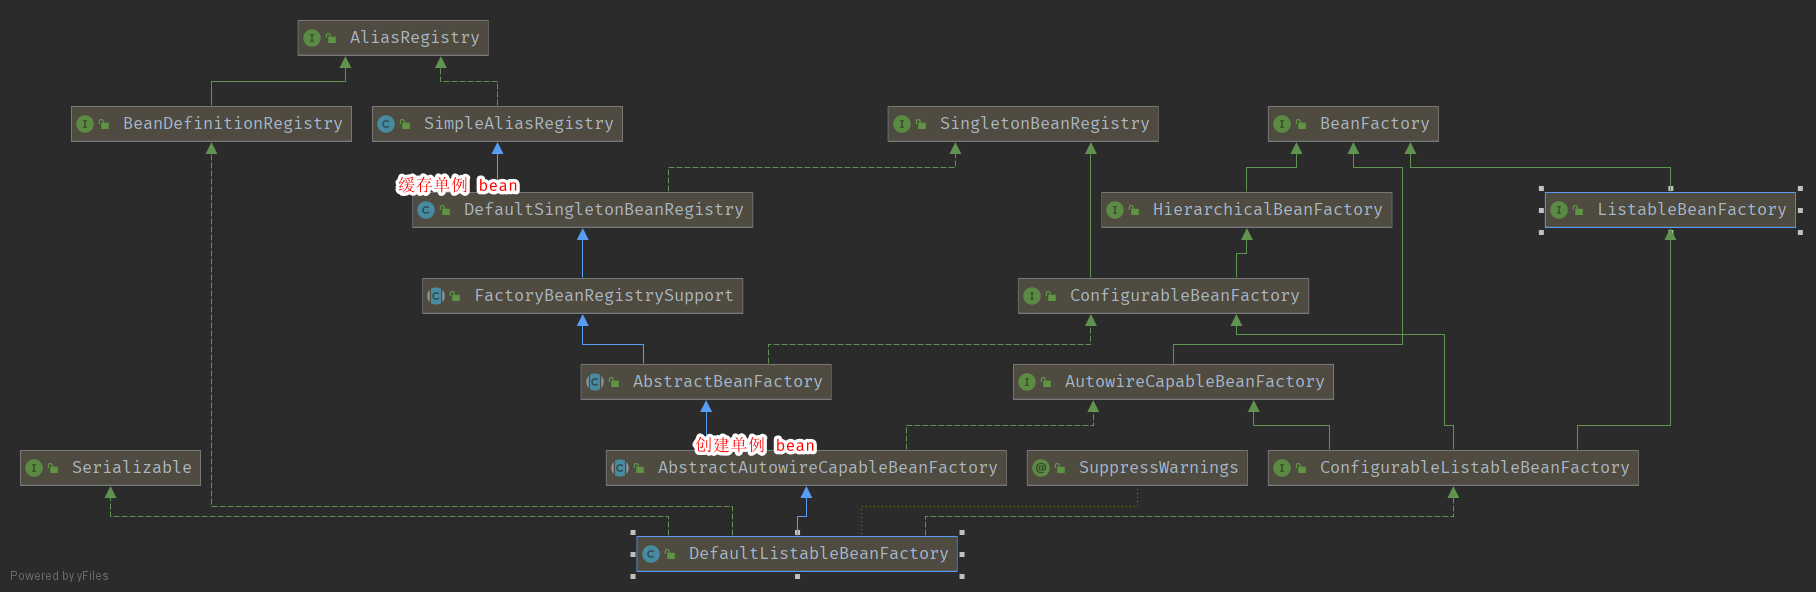 AliasRegistry
BeanDefinitionRegistry
SimpleAliasRegistry
SingletonBeanRegistry
BeanFactory
缓存单例 bean
DefaultSingletonBeanRegistry
HierarchicalBeanFactory
ListableBeanFactory
FactoryBeanRegistrySupport
ConfigurableBeanFactory
AbstractBeanFactory
AutowireCapableBeanFactory
创建单例 bean
Serializable
AbstractAutowireCapableBeanFactory
SuppressWarnings
ConfigurableListableBeanFactory
DefaultListableBeanFactory
Powered by yFiles